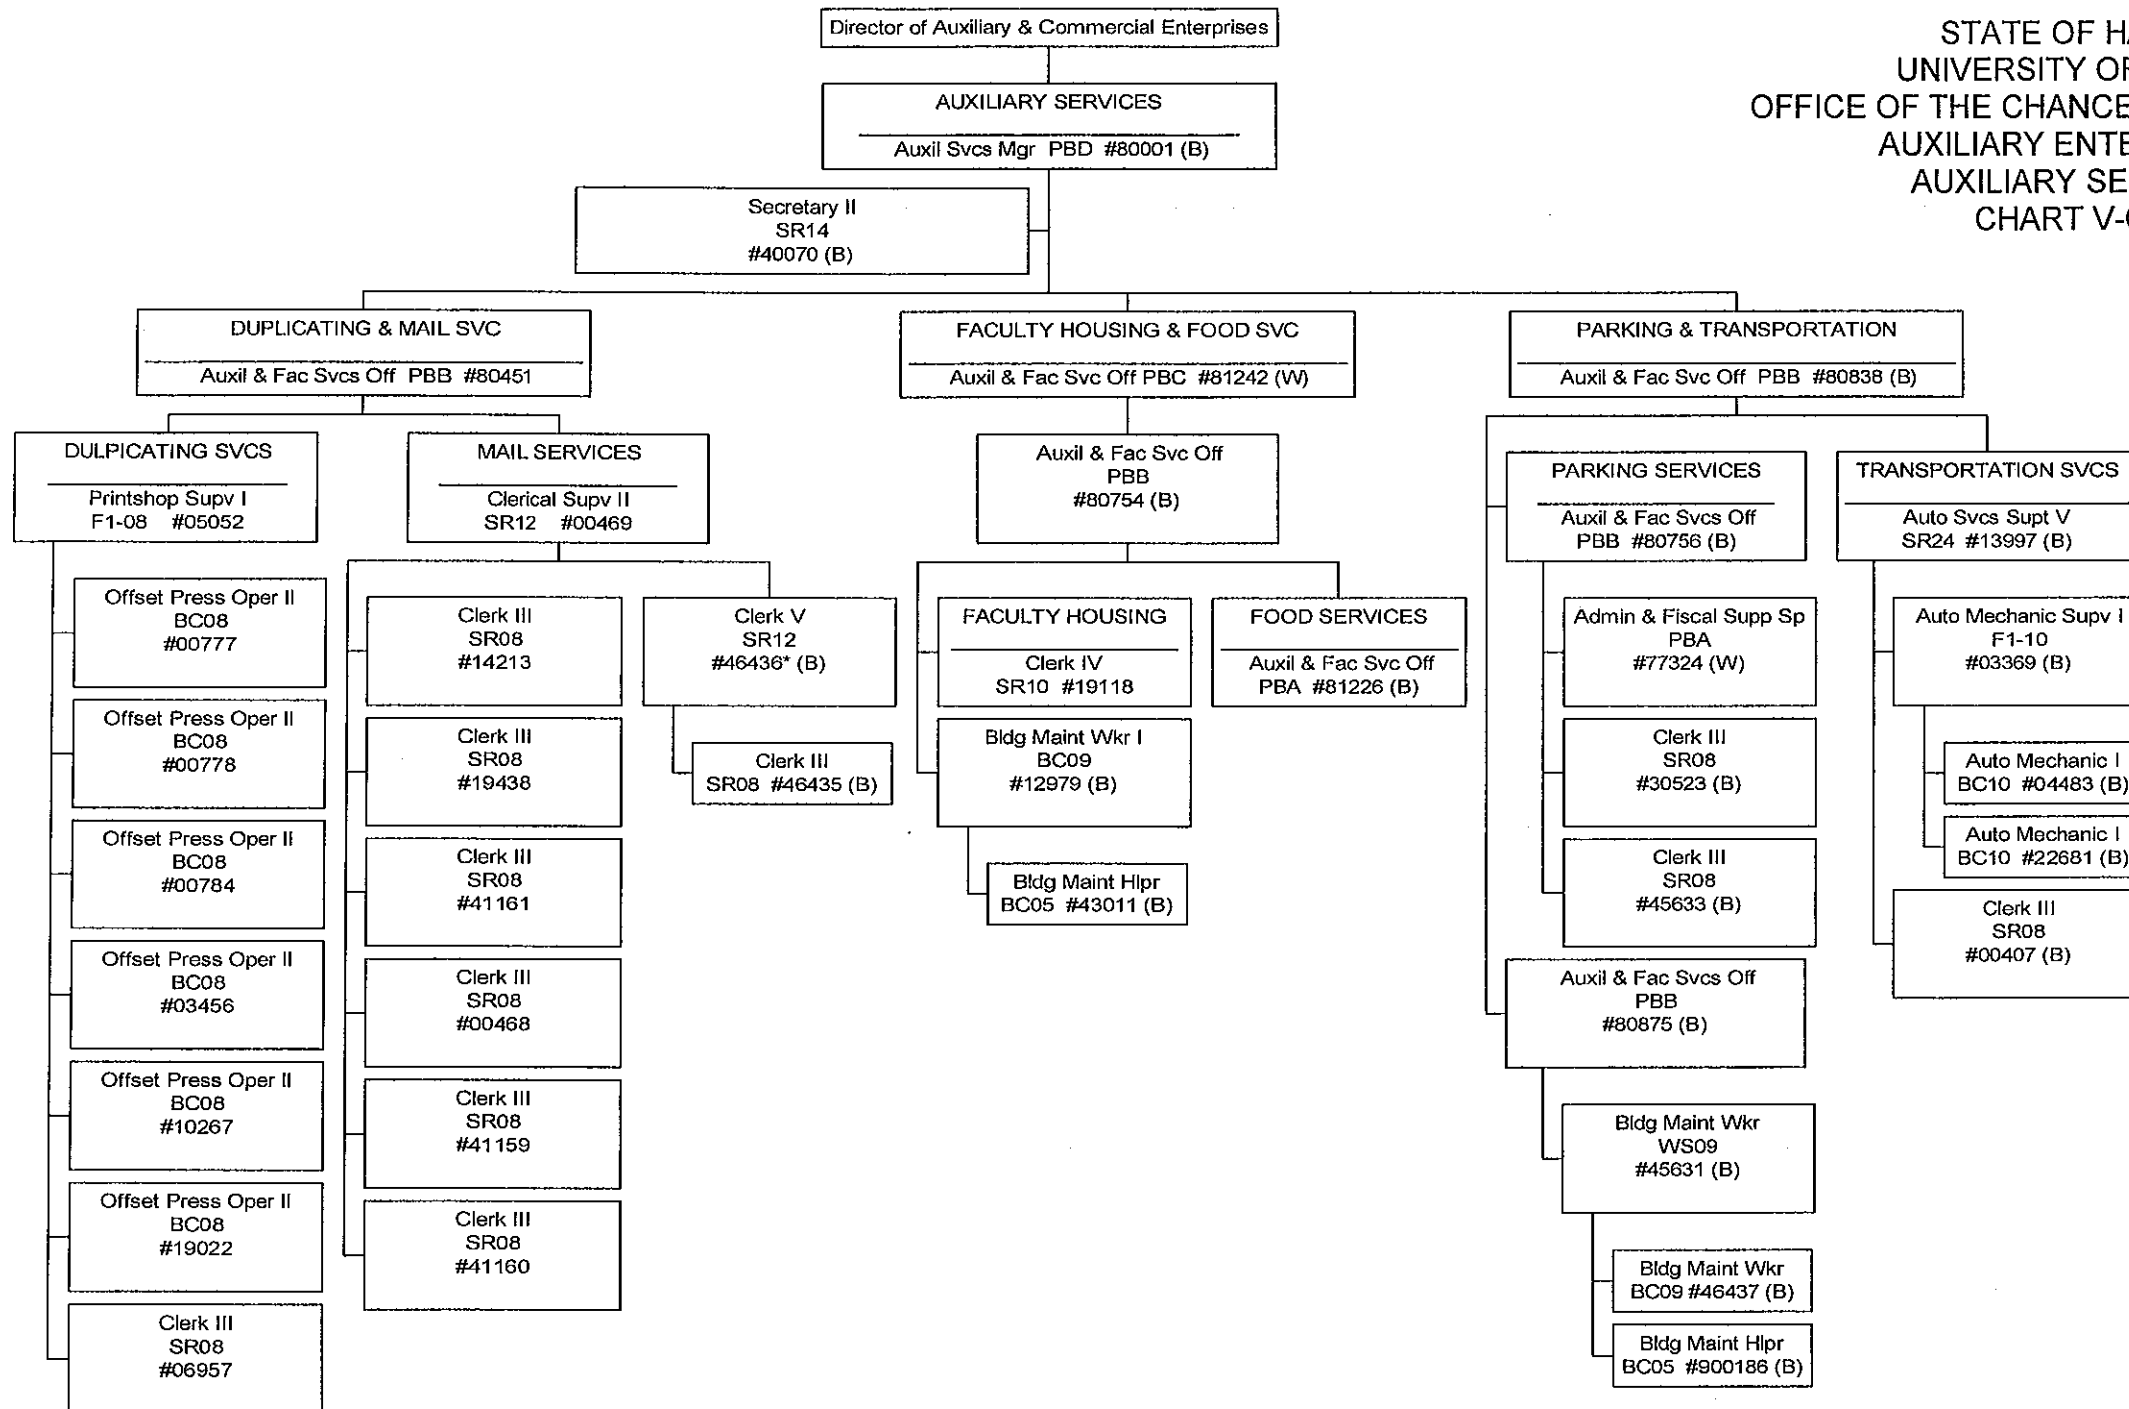 Director of Auxiliary & Commercial Enterprises
STATE OF
UNIVERSITY
OFFICE OF THE
AUXILIARY
AUXILIARY
CHART
AUXILIARY SERVICES
Auxil Svcs Mgr PBD #80001 (B)
Secretary II
SR14
#40070 (B)
DUPLICATING & MAIL SVC
Auxil & Fac Svcs Off PBB #80451
FACULTY HOUSING & FOOD SVC
Auxil & Fac Svc Off PBC #81242 (W)
PARKING & TRANSPORTATION
Auxil & Fac Svc Off PBB #80838 (B)
DULPICATING SVCS
Printshop Supv I
F1-08 #05052
Offset Press Oper II
BC08
#00777
Offset Press Oper II
BC08
#00778
Offset Press Oper II
BC08
#00784
Offset Press Oper II
BC08
#03456
Offset Press Oper II
BC08
#10267
Offset Press Oper II
BC08
#19022
Clerk III
SR08
#06957
MAIL SERVICES
Clerical Supv II
SR12 #00469
Clerk III
SR08
#14213
Clerk III
SR08
#19438
Clerk III
SR08
#41161
Clerk III
SR08
#00468
Clerk III
SR08
#41159
Clerk III
SR08
#41160
Clerk V
SR12
#46436* (B)
Clerk III
SR08 #46435 (B)
Auxil & Fac Svc Off
PBB
#80754 (B)
FACULTY HOUSING
Clerk IV
SR10 #19118
Bldg Maint Wkr I
BC09
#12979 (B)
Bldg Maint Hlpr
BC05 #43011 (B)
FOOD SERVICES
Auxil & Fac Svc Off
PBA #81226 (B)
PARKING SERVICES
Auxil & Fac Svcs Off
PBB #80756 (B)
Admin & Fiscal Supp Sp
PBA
#77324 (W)
Clerk III
SR08
#30523 (B)
Clerk III
SR08
#45633 (B)
Auxil & Fac Svcs Off
PBB
#80875 (B)
Bldg Maint Wkr
WS09
#45631 (B)
Bldg Maint Wkr
BC09 #46437 (B)
Bldg Maint Hlpr
BC05 #900186 (B)
TRANSPORTATION SVCS
Auto Svcs Supt V
SR24 #13997 (B)
Auto Mechanic Supv I
F1-10
#03369 (B)
Auto Mechanic I
BC10 #04483 (B)
Auto Mechanic I
BC10 #22681 (B)
Clerk III
SR08
#00407 (B)